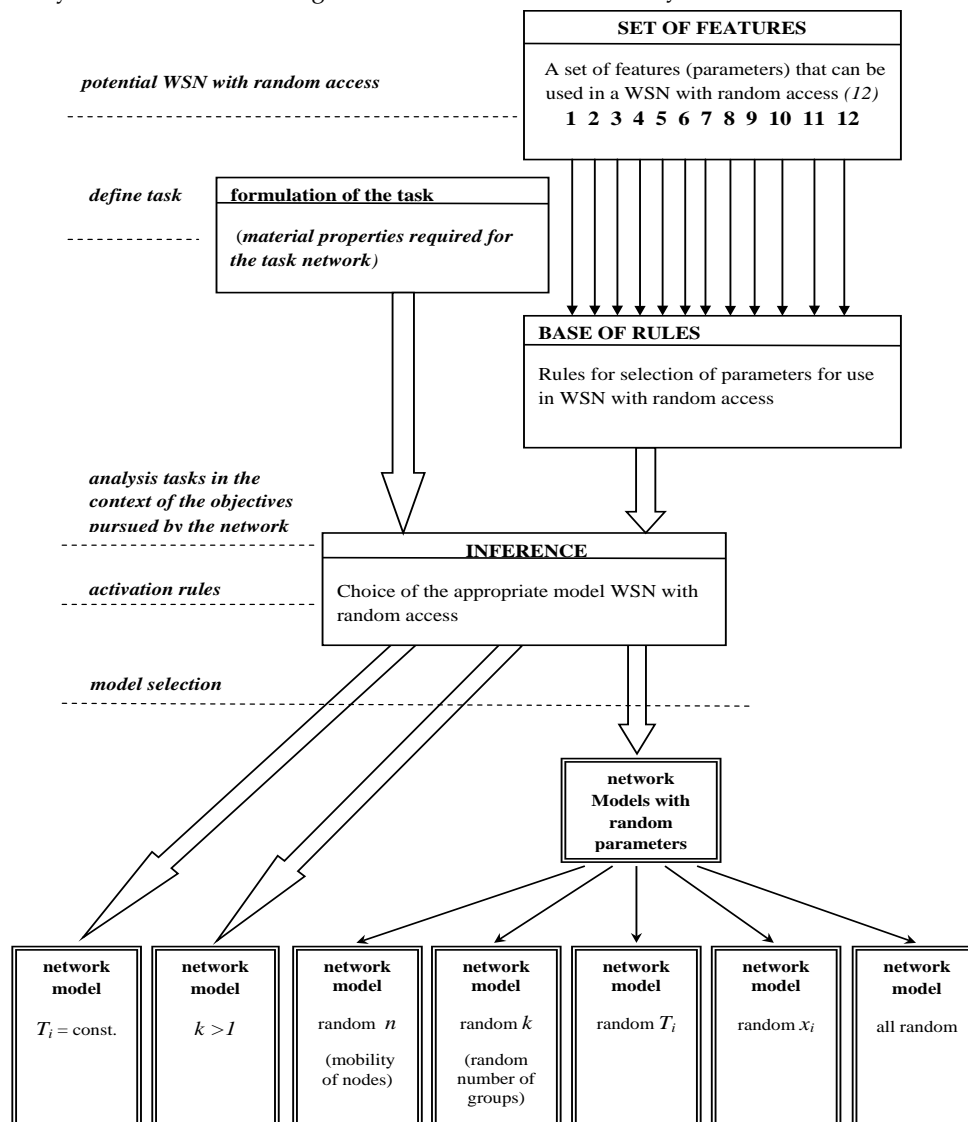 SET OF FEATURES
A set of features (parameters) that can be
used in a WSN with random access (12)
1 2 3 4 5 6 7 8 9 10 11 12
potential WSN with random access
define task
formulation of the task
(material properties required for
the task network)
BASE OF RULES
Rules for selection of parameters for use
in WSN with random access
analysis tasks in the
context of the objectives
pursued by the network
INFERENCE
Choice of the appropriate model WSN with
random access
activation rules
model selection
network
Models with
random
parameters
network
model
T_i = const.
network
model
k >1
network
model
random n
(mobility
of nodes)
network
model
random k
(random
number of
groups)
network
model
random T_i
network
model
random x_i
network
model
all random